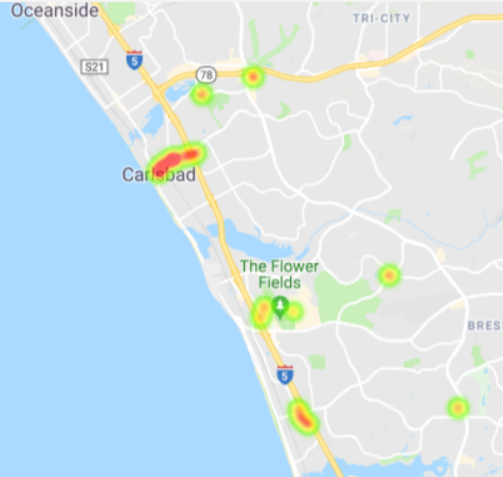 Oceanside
TRI-CITY
5
S21
78
Carlsbad
The Flower
Fields
BRES
5